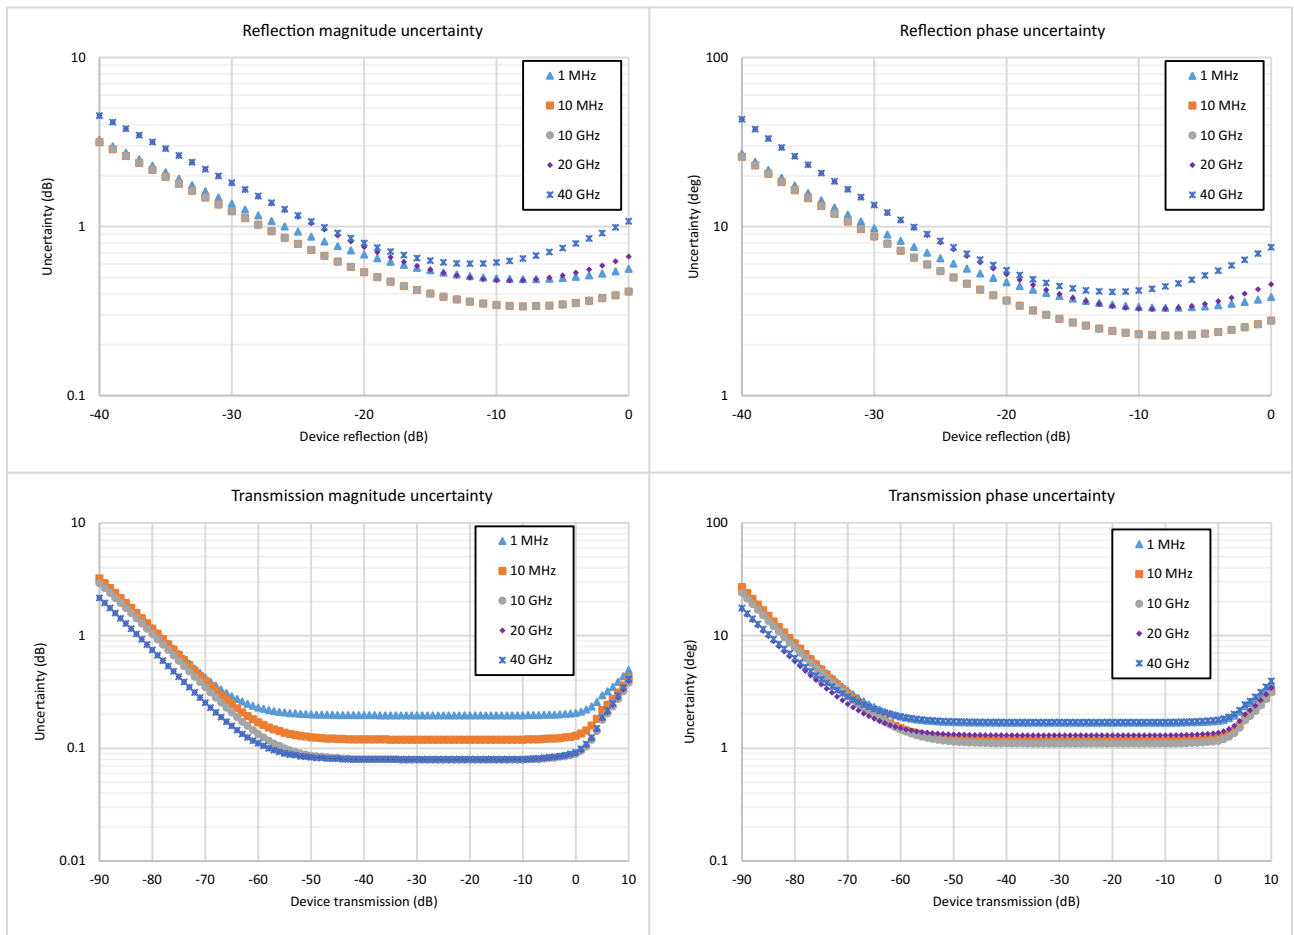 Reflection magnitude uncertainty
10
1
0.1
Uncertainty (dB)
-40 -30 -20 -10 0
Device reflection (dB)
1 MHz
10 MHz
10 GHz
20 GHz
40 GHz
Reflection phase uncertainty
100
10
1
Uncertainty (deg)
-40 -30 -20 -10 0
Device reflection (dB)
1 MHz
10 MHz
10 GHz
20 GHz
40 GHz
Transmission magnitude uncertainty
10
1
0.1
0.01
Uncertainty (dB)
-90 -80 -70 -60 -50 -40 -30 -20 -10 0 10
Device transmission (dB)
1 MHz
10 MHz
10 GHz
20 GHz
40 GHz
Transmission phase uncertainty
100
10
1
0.1
Uncertainty (deg)
-90 -80 -70 -60 -50 -40 -30 -20 -10 0 10
Device transmission (dB)
1 MHz
10 MHz
10 GHz
20 GHz
40 GHz